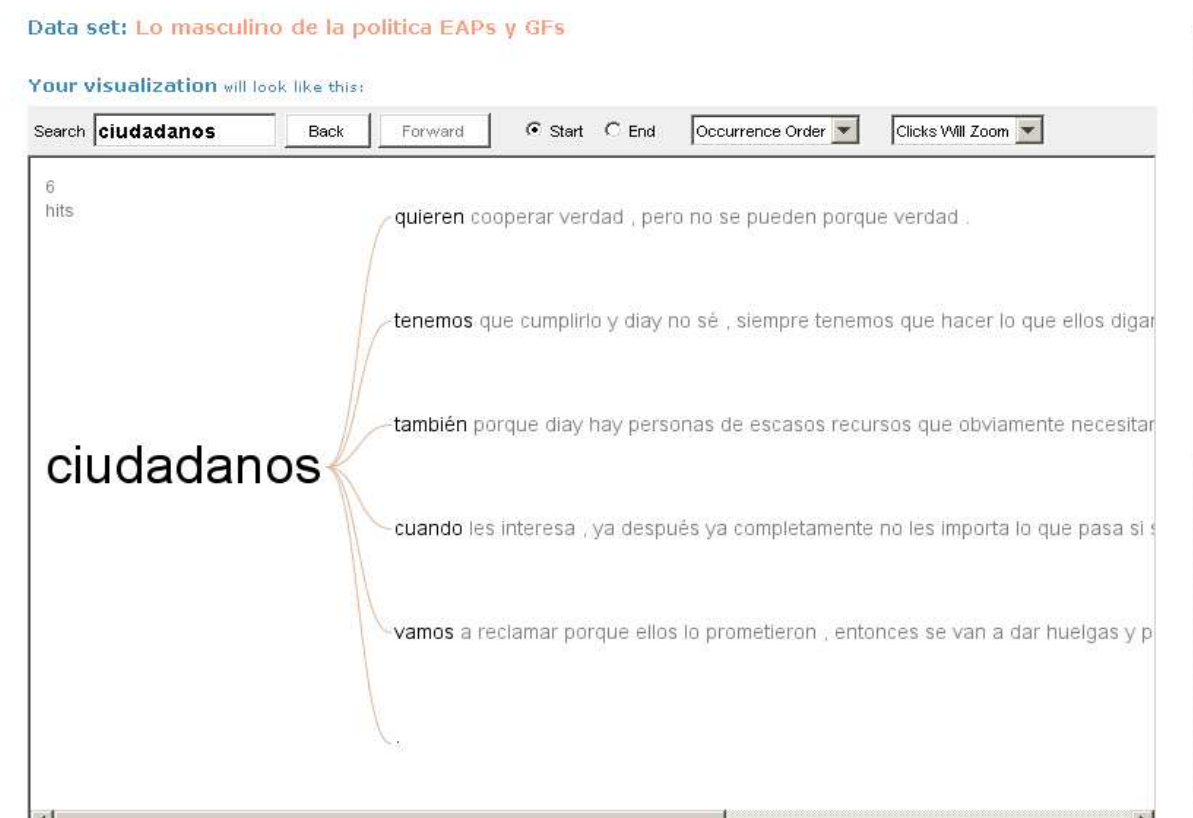 Data set: Lo masculino de la politica EAPs y GFs
Your visualization will look like this:
Search ciudadanos Back Forward Start End Occurrence Order Clicks Will Zoom
6
hits
quieren cooperar verdad , pero no se pueden porque verdad .
tenemos que cumplirlo y diay no sé , siempre tenemos que hacer lo que ellos digan
también porque diay hay personas de escasos recursos que obviamente necesitan
ciudadanos
cuando les interesa , ya después ya completamente no les importa lo que pasa si
vamos a reclamar porque ellos lo prometieron , entonces se van a dar huelgas y p
.